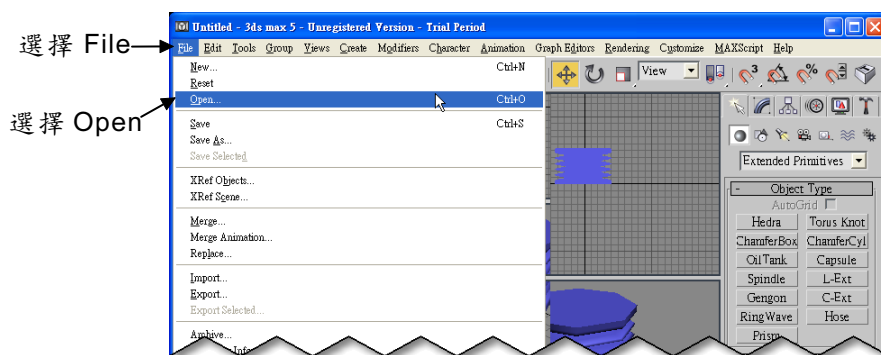 選擇 File
選擇 Open
Untitled - 3ds max 5 - Unregistered Version - Trial Period
File Edit Tools Group Views Create Modifiers Character Animation Graph Editors Rendering Customize MAXScript Help
New... Ctrl+N
Reset
Open... Ctrl+O
Save Ctrl+S
Save As...
Save Selected
XRef Objects...
XRef Scene...
Merge...
Merge Animation...
Replace...
Import...
Export...
Export Selected...
Archive...
View
3
%
Extended Primitives
- Object Type
AutoGrid
Hedra Torus Knot
ChamferBox ChamferCyl
OilTank Capsule
Spindle L-Ext
Gengon C-Ext
RingWave Hose
Prism